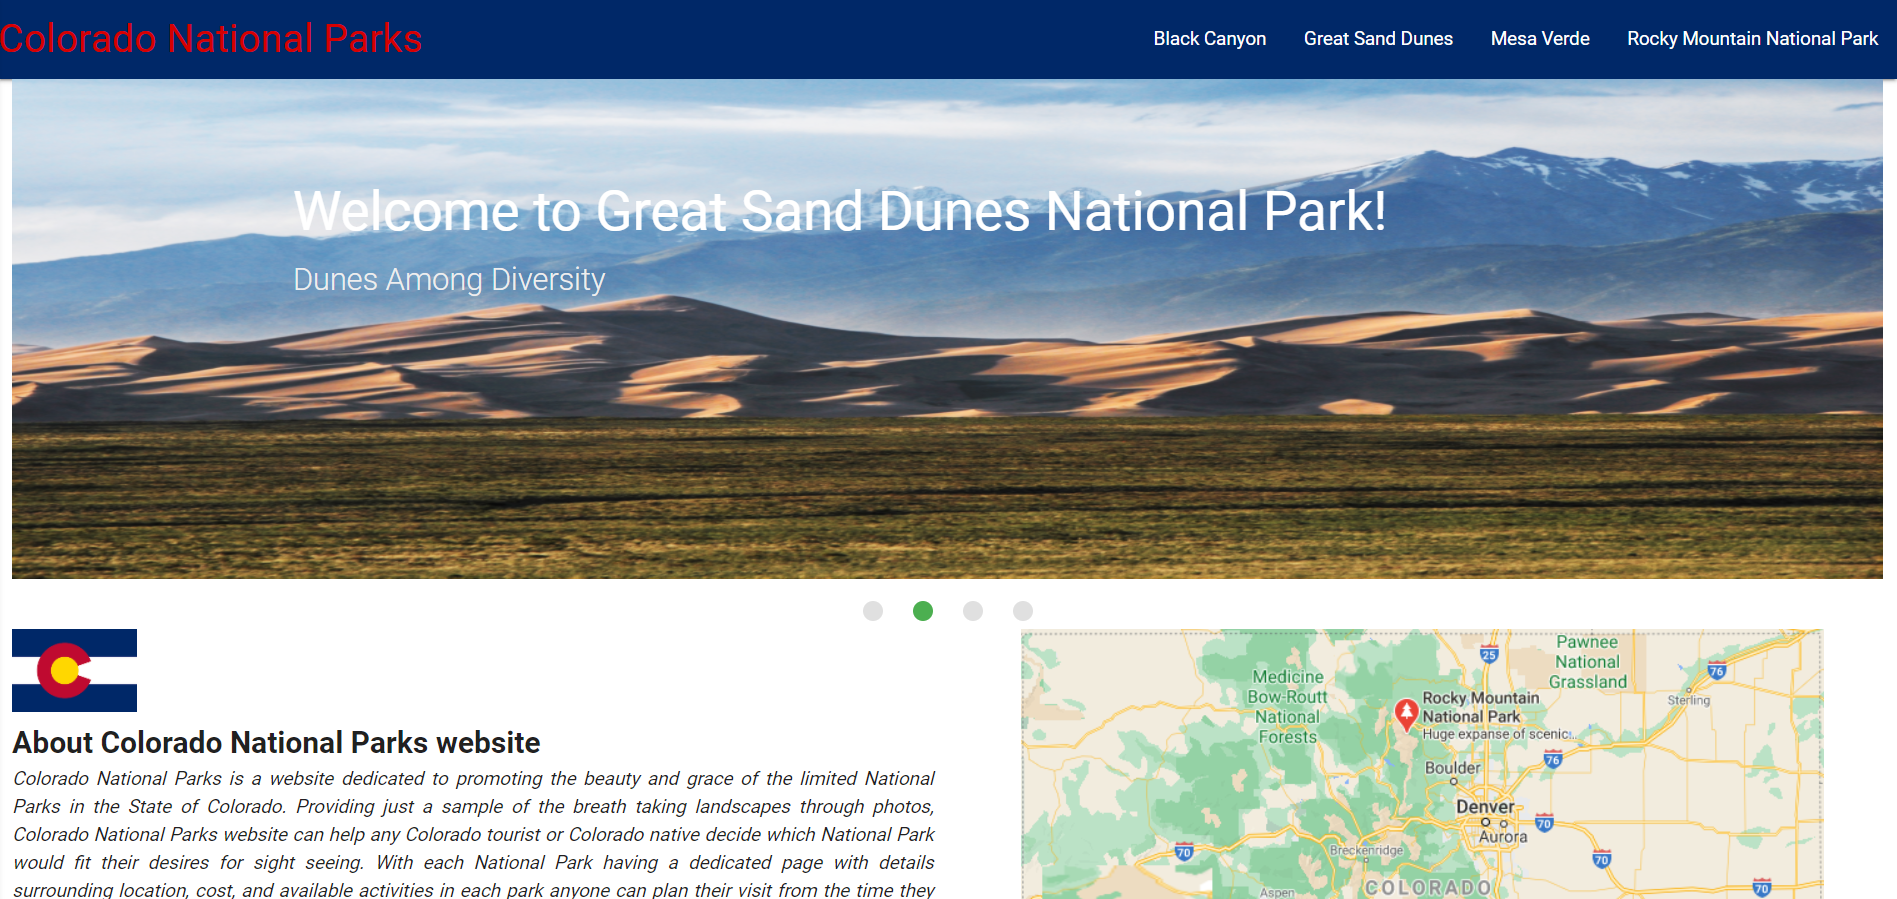 Colorado National Parks
Black Canyon
Great Sand Dunes
Mesa Verde
Rocky Mountain National Park
Welcome to Great Sand Dunes National Park!
Dunes Among Diversity
About Colorado National Parks website
Colorado National Parks is a website dedicated to promoting the beauty and grace of the limited National
Parks in the State of Colorado. Providing just a sample of the breath taking landscapes through photos,
Colorado National Parks website can help any Colorado tourist or Colorado native decide which National Park
would fit their desires for sight seeing. With each National Park having a dedicated page with details
surrounding location, cost, and available activities in each park anyone can plan their visit from the time they
25
Pawnee
National
Grassland
76
Sterling
Medicine
Bow-Routt
National
Forests
Rocky Mountain
National Park
Huge expanse of scenic...
76
Boulder
Denver
Aurora
70
Breckenridge
70
70
Aspen
COLORADO
70